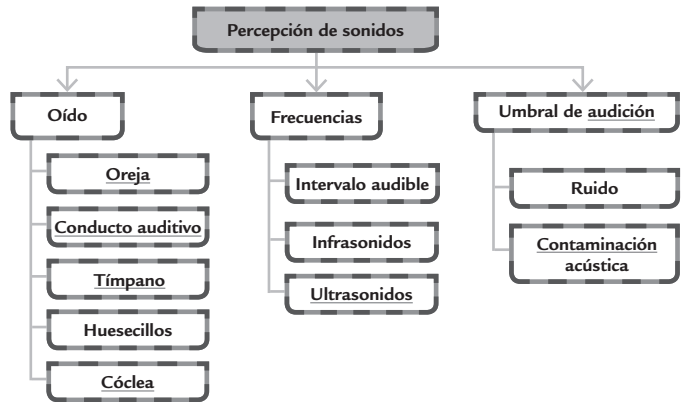 Percepción de sonidos
Oído
Oreja
Conducto auditivo
Tímpano
Huesecillos
Cóclea
Frecuencias
Intervalo audible
Infrasonidos
Ultrasonidos
Umbral de audición
Ruido
Contaminación
acústica